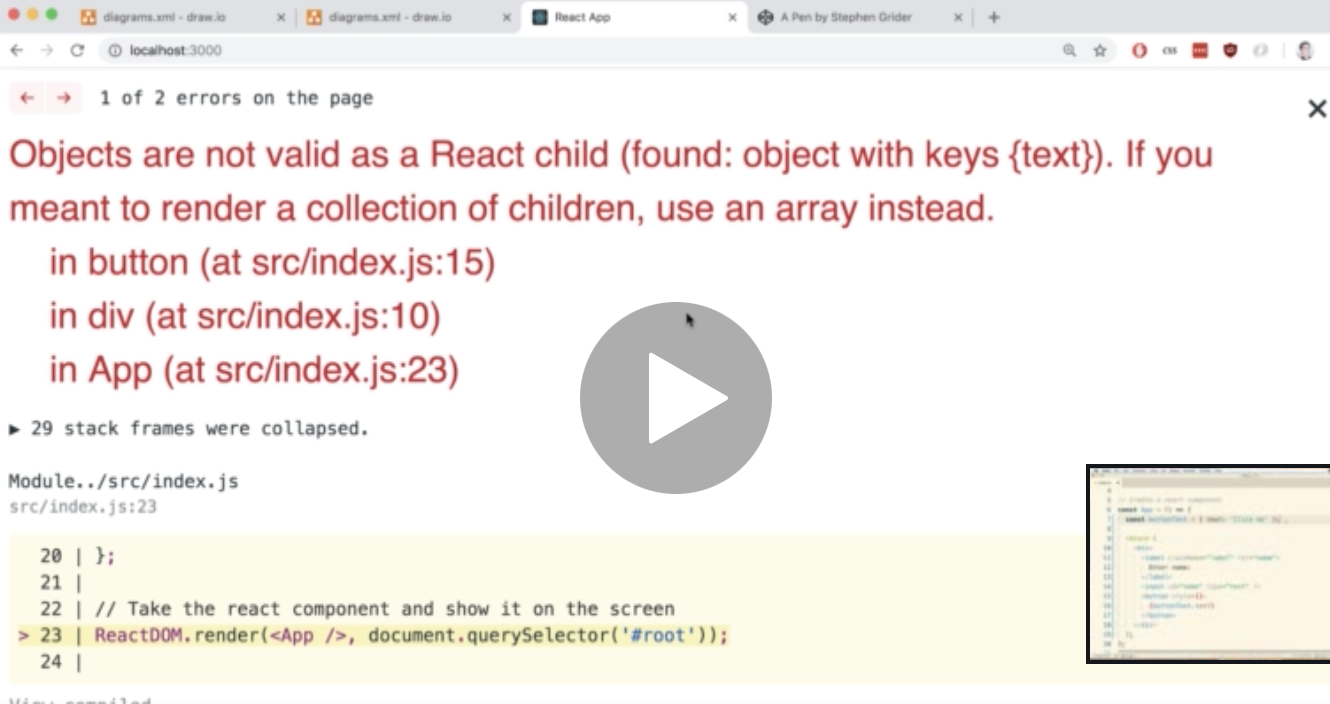 diagrams.xml - draw.io
diagrams.xml - draw.io
React App
A Pen by Stephen Grider
localhost:3000
css
1 of 2 errors on the page
Objects are not valid as a React child (found: object with keys {text}). If you
meant to render a collection of children, use an array instead.
in button (at src/index.js:15)
in div (at src/index.js:10)
in App (at src/index.js:23)
29 stack frames were collapsed.
Module../src/index.js
src/index.js:23
20 | };
21 |
22 | // Take the react component and show it on the screen
> 23 | ReactDOM.render(<App />, document.querySelector('#root'));
24 |
View compiled